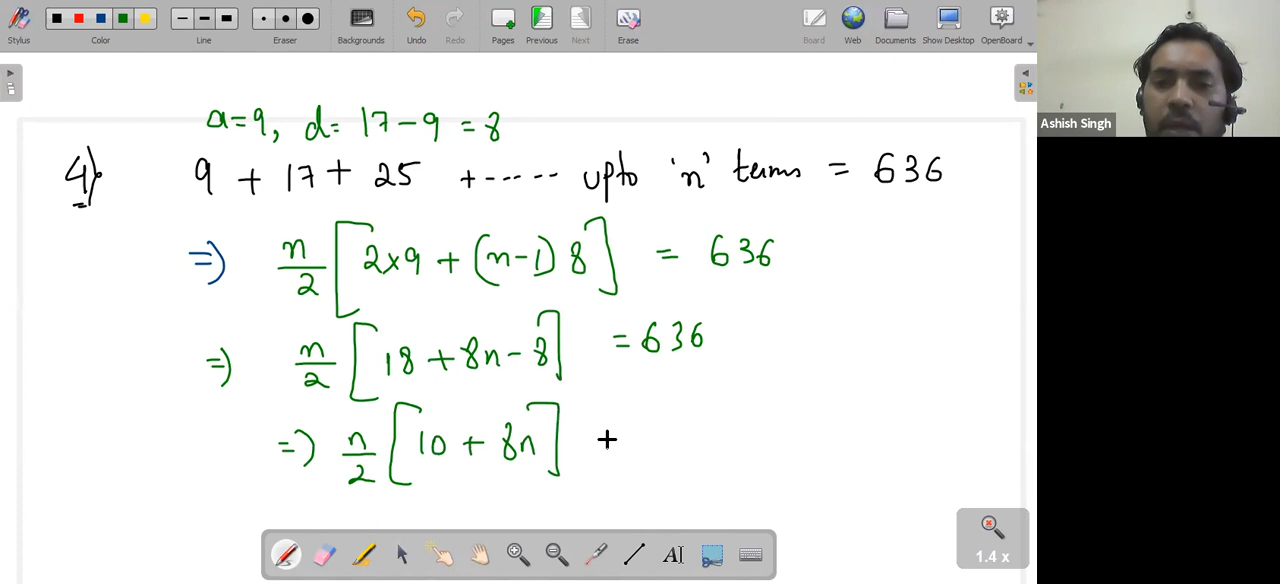 Stylus
Color
Line
Eraser
Backgrounds
Undo
Redo
Pages
Previous
Next
Erase
Board
Web
Documents
Show Desktop
OpenBoard
Ashish Singh
a=9, d= 17-9 = 8
4) 9 + 17 + 25 +----- upto 'n' terms = 636
=> n/2 [2×9 + (n-1) 8] = 636
=> n/2 [18 + 8n - 8] = 636
=> n/2 [10 + 8n]
1.4 x